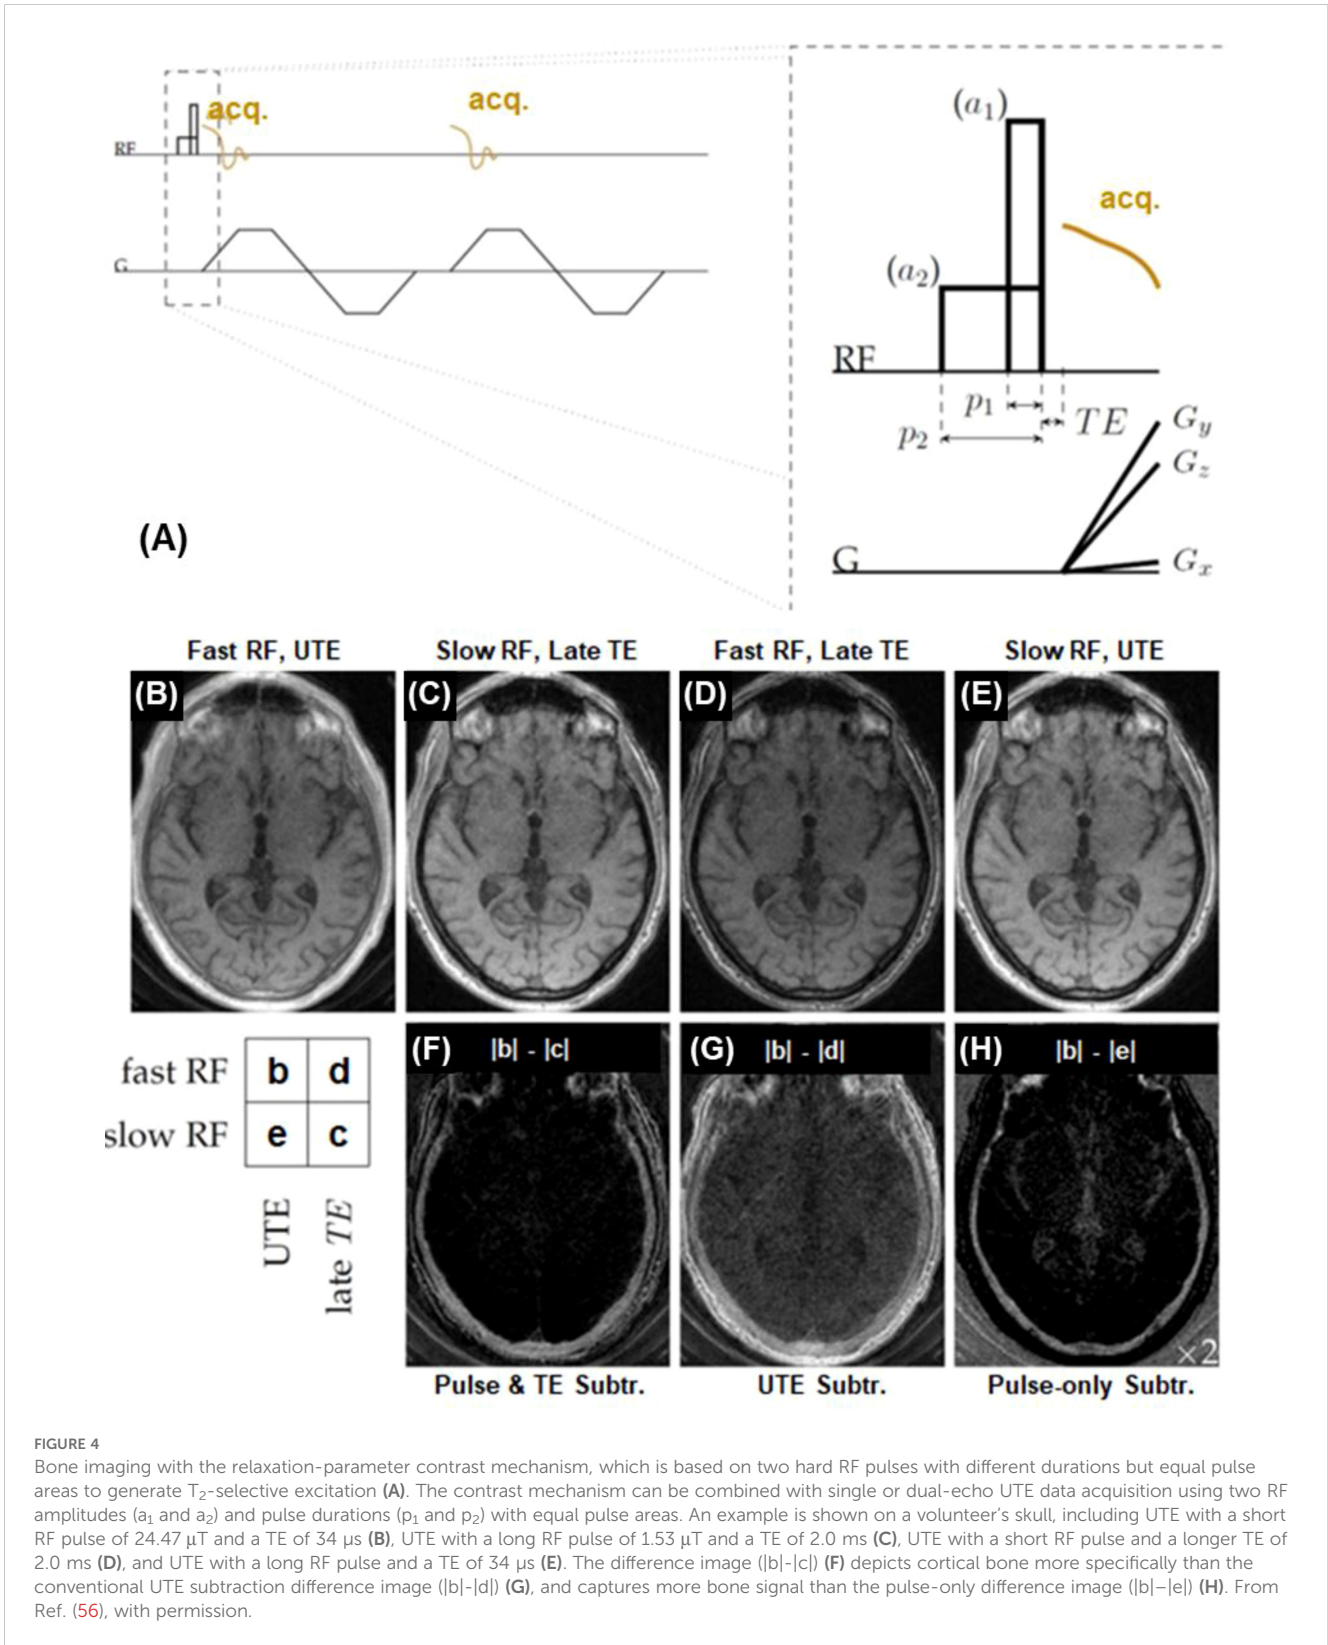 acq.
acq.
RF
G
(a1)
acq.
(a2)
RF
p1
TE
p2
Gy
Gz
G
Gx
(A)
Fast RF, UTE
Slow RF, Late TE
Fast RF, Late TE
Slow RF, UTE
(B)
(C)
(D)
(E)
(F) |b| - |c|
(G) |b| - |d|
(H) |b| - |e|
fast RF b d
slow RF e c
UTE
late TE
×2
Pulse & TE Subtr.
UTE Subtr.
Pulse-only Subtr.
FIGURE 4
Bone imaging with the relaxation-parameter contrast mechanism, which is based on two hard RF pulses with different durations but equal pulse
areas to generate T2-selective excitation (A). The contrast mechanism can be combined with single or dual-echo UTE data acquisition using two RF
amplitudes (a1 and a2) and pulse durations (p1 and p2) with equal pulse areas. An example is shown on a volunteer's skull, including UTE with a short
RF pulse of 24.47 μT and a TE of 34 μs (B), UTE with a long RF pulse of 1.53 μT and a TE of 2.0 ms (C), UTE with a short RF pulse and a longer TE of
2.0 ms (D), and UTE with a long RF pulse and a TE of 34 μs (E). The difference image (|b|-|c|) (F) depicts cortical bone more specifically than the
conventional UTE subtraction difference image (|b|-|d|) (G), and captures more bone signal than the pulse-only difference image (|b|−|e|) (H). From
Ref. (56), with permission.